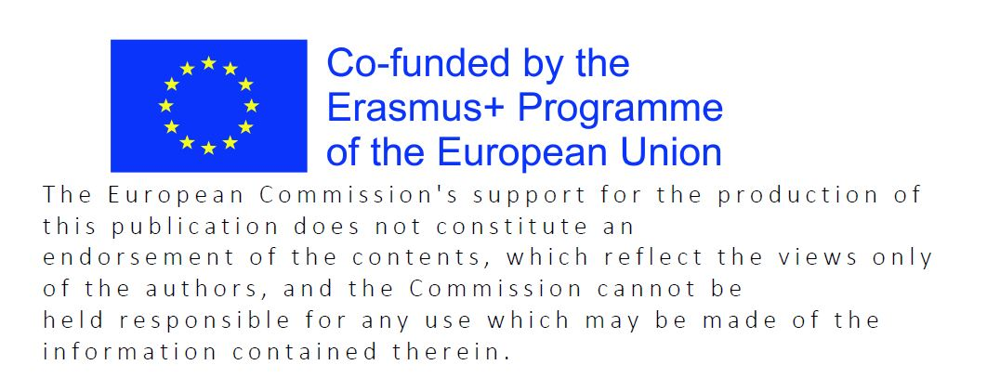 Co-funded by the
Erasmus+ Programme
of the European Union
The European Commission's support for the production of
this publication does not constitute an
endorsement of the contents, which reflect the views only
of the authors, and the Commission cannot be
held responsible for any use which may be made of the
information contained therein.